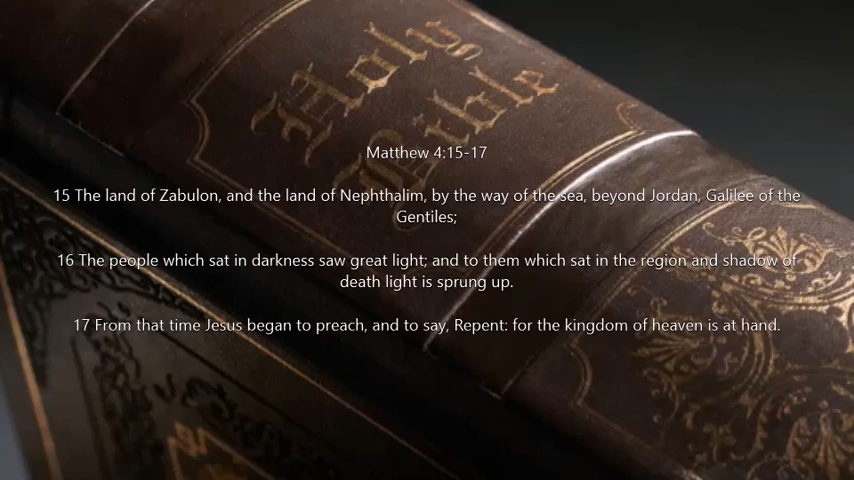 Holy
Bible
Matthew 4:15-17
15 The land of Zabulon, and the land of Nephthalim, by the way of the sea, beyond Jordan, Galilee of the
Gentiles;
16 The people which sat in darkness saw great light; and to them which sat in the region and shadow of
death light is sprung up.
17 From that time Jesus began to preach, and to say, Repent: for the kingdom of heaven is at hand.